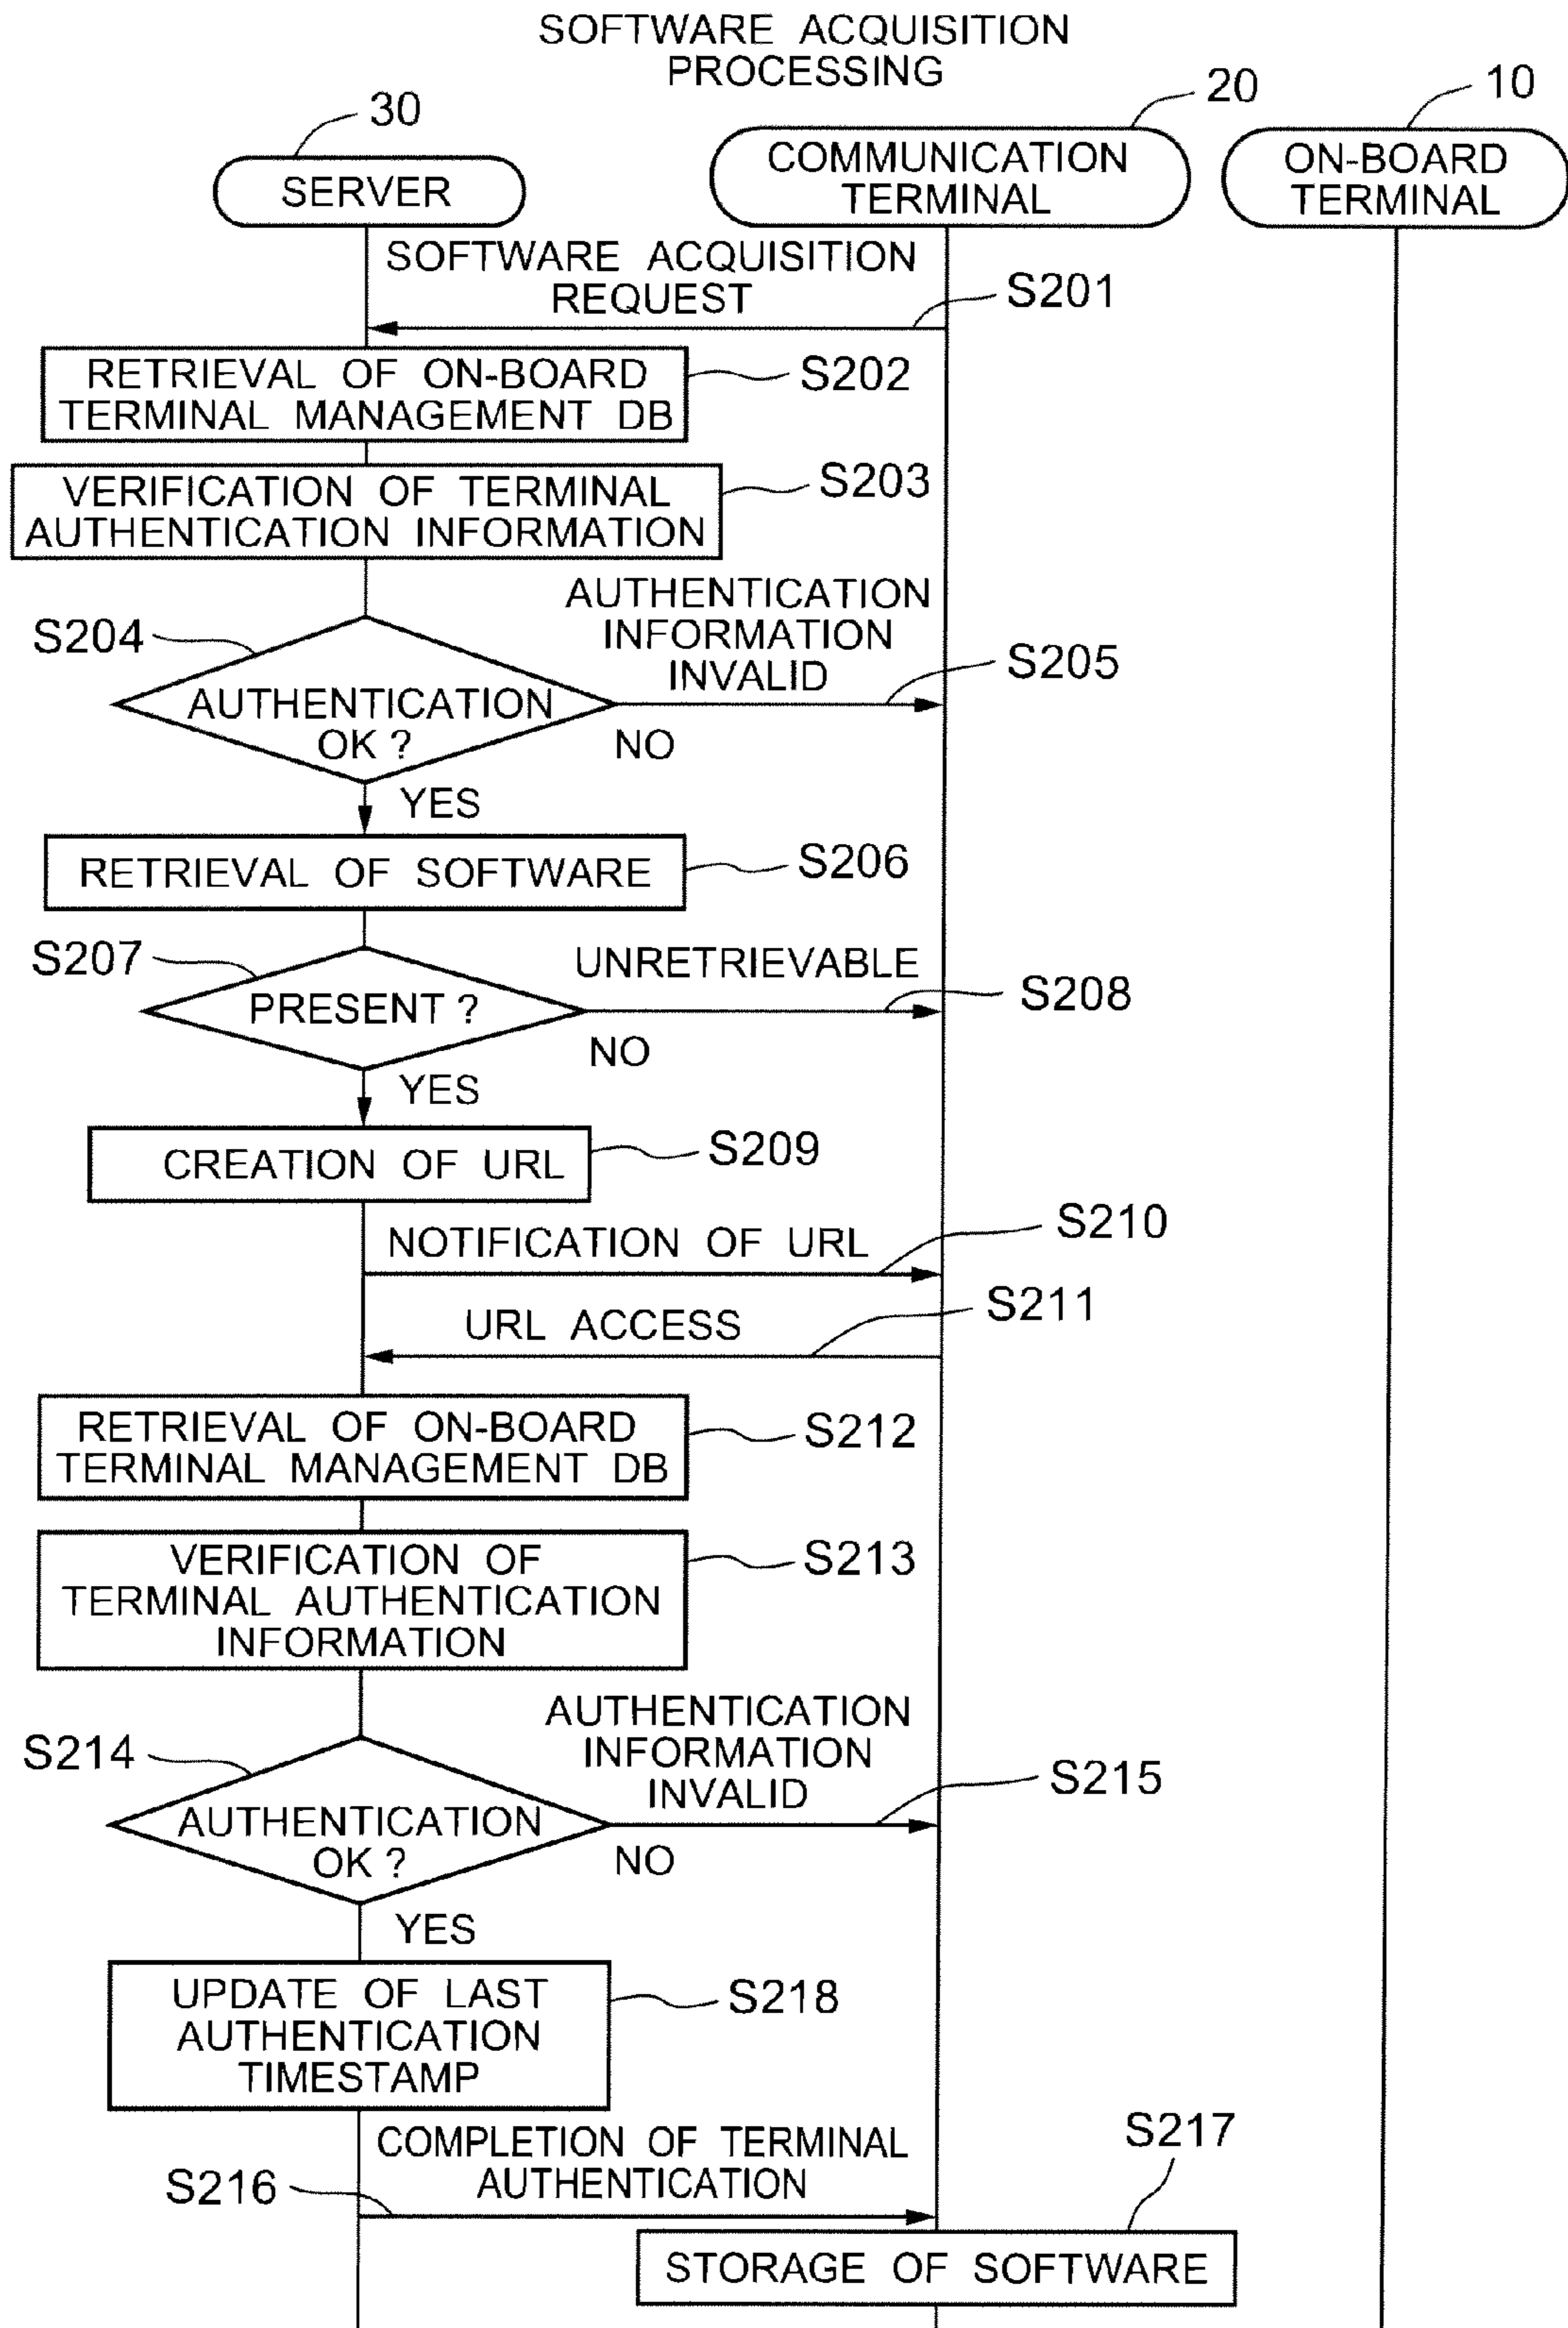 SOFTWARE ACQUISITION
PROCESSING
30
20
10
SERVER
COMMUNICATION
TERMINAL
ON-BOARD
TERMINAL
SOFTWARE ACQUISITION
REQUEST
S201
RETRIEVAL OF ON-BOARD
TERMINAL MANAGEMENT DB
S202
VERIFICATION OF TERMINAL
AUTHENTICATION INFORMATION
S203
AUTHENTICATION
INFORMATION
INVALID
S204
S205
AUTHENTICATION
OK ?
NO
YES
RETRIEVAL OF SOFTWARE
S206
S207
UNRETRIEVABLE
S208
PRESENT ?
NO
YES
CREATION OF URL
S209
NOTIFICATION OF URL
S210
URL ACCESS
S211
RETRIEVAL OF ON-BOARD
TERMINAL MANAGEMENT DB
S212
VERIFICATION OF
TERMINAL AUTHENTICATION
INFORMATION
S213
AUTHENTICATION
INFORMATION
INVALID
S214
S215
AUTHENTICATION
OK ?
NO
YES
UPDATE OF LAST
AUTHENTICATION
TIMESTAMP
S218
COMPLETION OF TERMINAL
AUTHENTICATION
S216
S217
STORAGE OF SOFTWARE